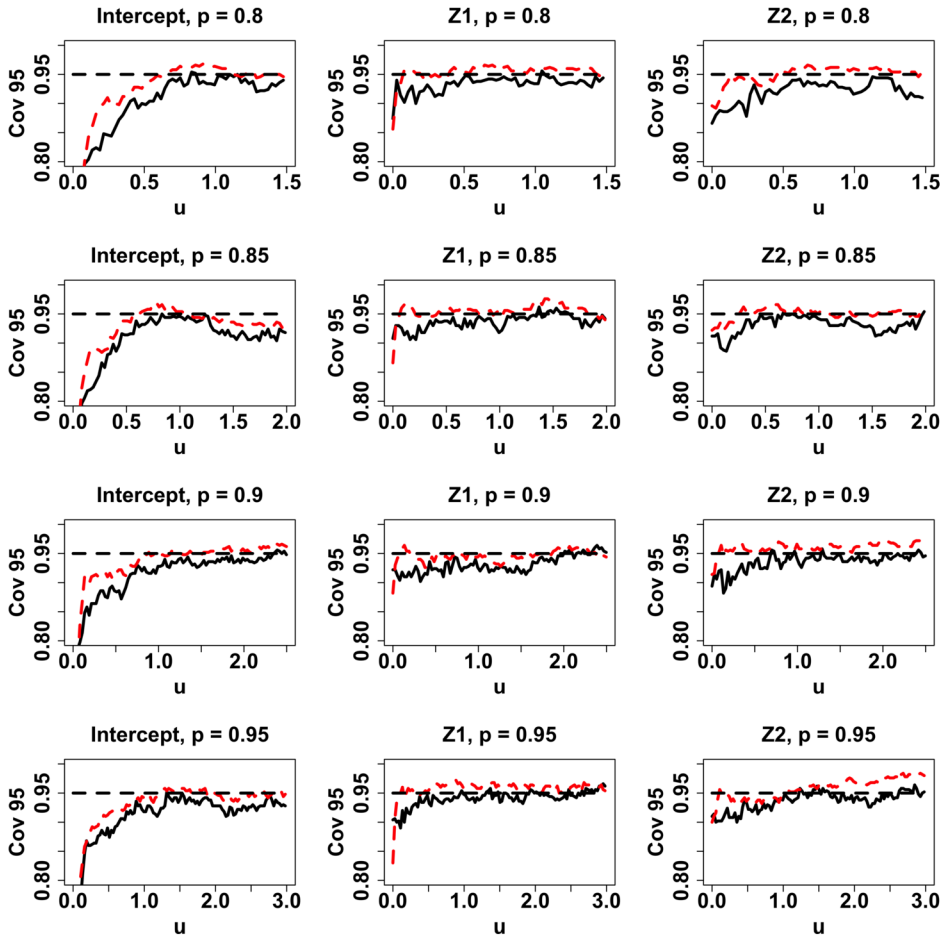 Intercept, p = 0.8
Z1, p = 0.8
Z2, p = 0.8
Cov 95
0.80 0.95
0.0 0.5 1.0 1.5
u
Cov 95
0.80 0.95
0.0 0.5 1.0 1.5
u
Cov 95
0.80 0.95
0.0 0.5 1.0 1.5
u
Intercept, p = 0.85
Z1, p = 0.85
Z2, p = 0.85
Cov 95
0.80 0.95
0.0 0.5 1.0 1.5 2.0
u
Cov 95
0.80 0.95
0.0 0.5 1.0 1.5 2.0
u
Cov 95
0.80 0.95
0.0 0.5 1.0 1.5 2.0
u
Intercept, p = 0.9
Z1, p = 0.9
Z2, p = 0.9
Cov 95
0.80 0.95
0.0 1.0 2.0
u
Cov 95
0.80 0.95
0.0 1.0 2.0
u
Cov 95
0.80 0.95
0.0 1.0 2.0
u
Intercept, p = 0.95
Z1, p = 0.95
Z2, p = 0.95
Cov 95
0.80 0.95
0.0 1.0 2.0 3.0
u
Cov 95
0.80 0.95
0.0 1.0 2.0 3.0
u
Cov 95
0.80 0.95
0.0 1.0 2.0 3.0
u